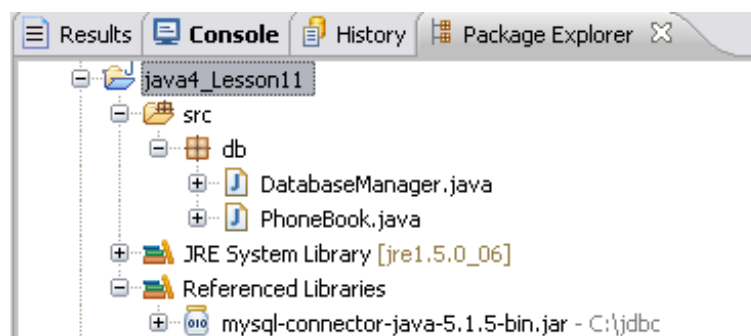 Results Console History Package Explorer
java4_Lesson11
src
db
DatabaseManager.java
PhoneBook.java
JRE System Library [jre1.5.0_06]
Referenced Libraries
mysql-connector-java-5.1.5-bin.jar - C:\jdbc